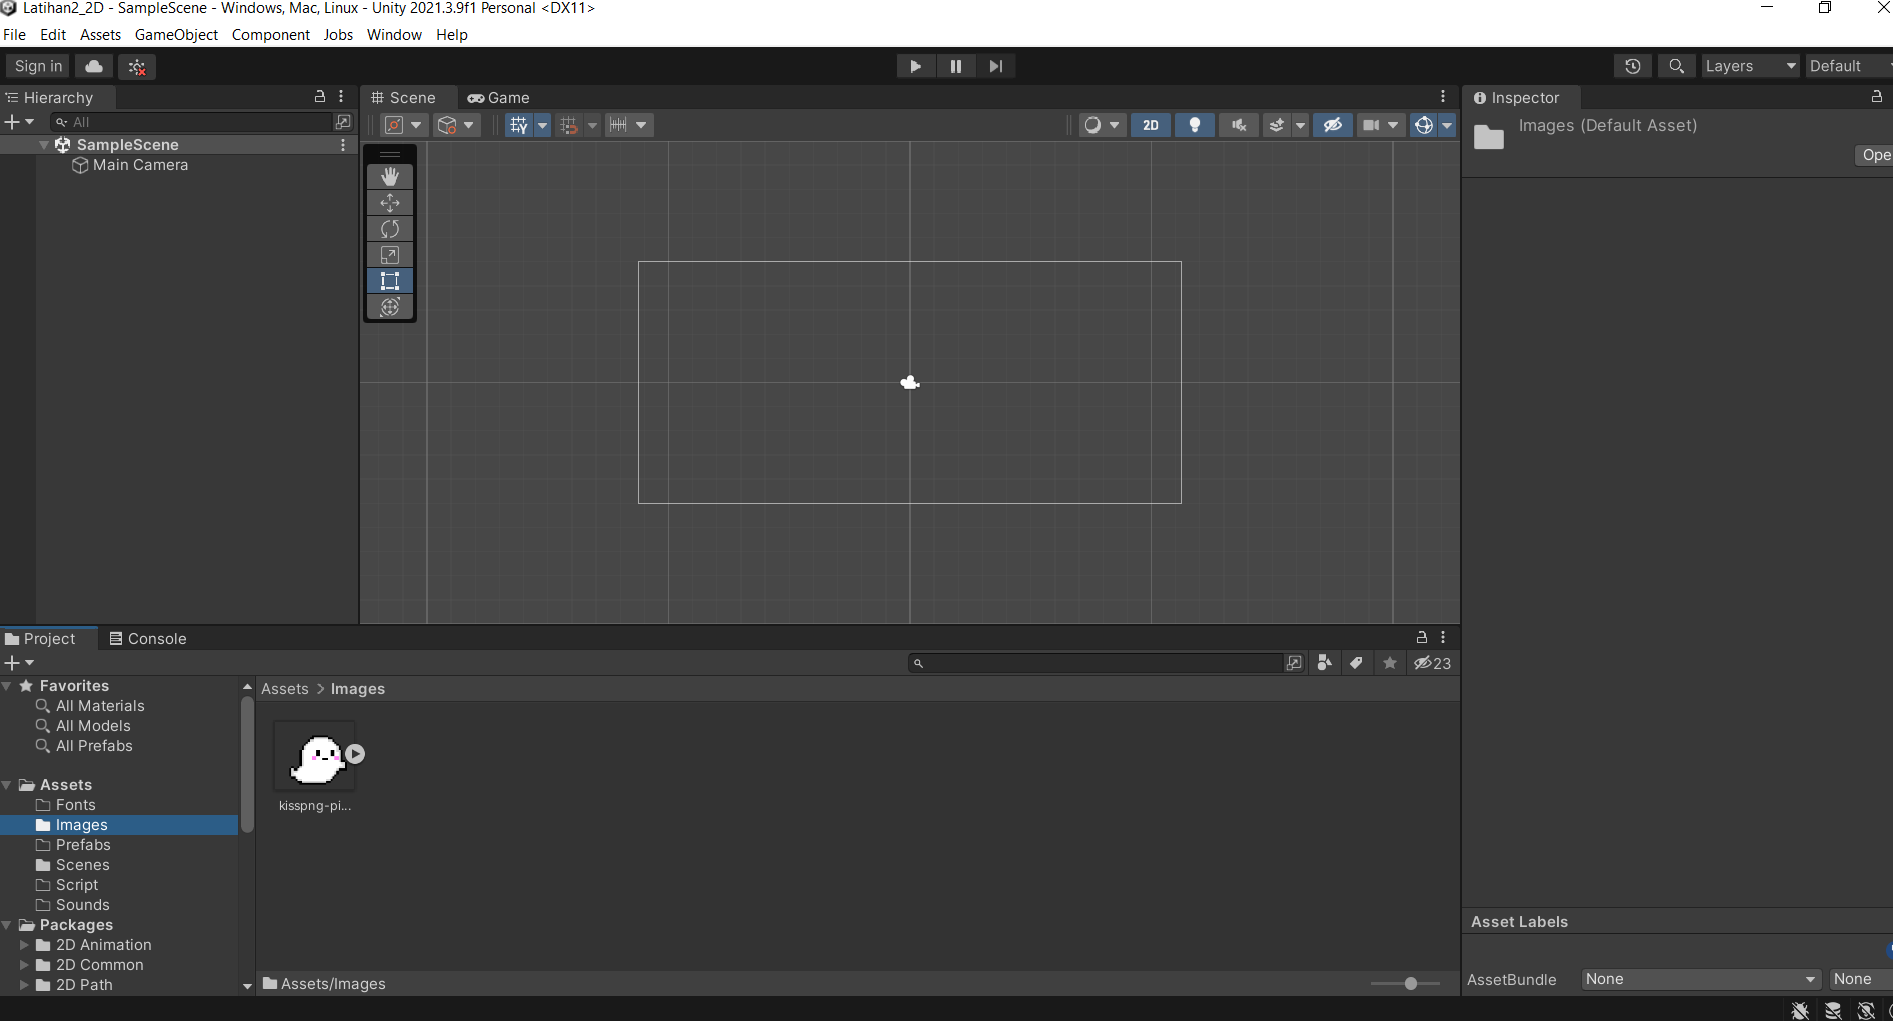 Latihan2_2D - SampleScene - Windows, Mac, Linux - Unity 2021.3.9f1 Personal <DX11>
File Edit Assets GameObject Component Jobs Window Help
Sign in
Layers
Default
Hierarchy
Scene
Game
Inspector
All
2D
Images (Default Asset)
Ope
SampleScene
Main Camera
Project
Console
23
Favorites
All Materials
All Models
All Prefabs
Assets
Fonts
Images
Prefabs
Scenes
Script
Sounds
Packages
2D Animation
2D Common
2D Path
Assets > Images
kisspng-pi...
Assets/Images
Asset Labels
AssetBundle
None
None